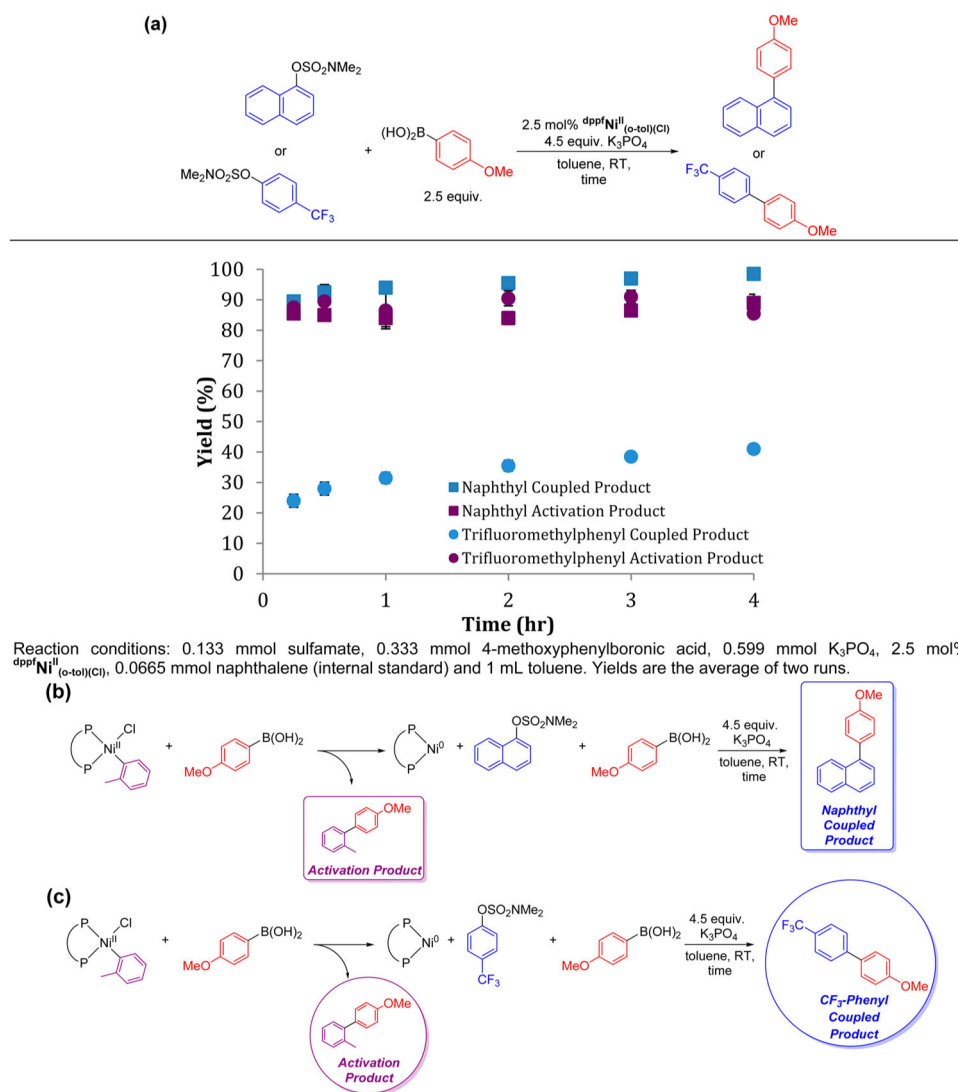 (a)
OMe
OSO2NMe2
or
Me2NO2SO
CF3
+
(HO)2B
OMe
2.5 equiv.
2.5 mol% dppfNiII(o-tol)(Cl)
4.5 equiv. K3PO4
toluene, RT,
time
or
F3C
OMe
Yield (%)
100
90
80
70
60
50
40
30
20
10
0
Naphthyl Coupled Product
Naphthyl Activation Product
Trifluoromethylphenyl Coupled Product
Trifluoromethylphenyl Activation Product
0 1 2 3 4
Time (hr)
Reaction conditions: 0.133 mmol sulfamate, 0.333 mmol 4-methoxyphenylboronic acid, 0.599 mmol K3PO4, 2.5 mol%
dppfNiII(o-tol)(Cl), 0.0665 mmol naphthalene (internal standard) and 1 mL toluene. Yields are the average of two runs.
(b)
P
Cl
NiII
P
+
B(OH)2
MeO
OMe
Activation Product
P
Ni0
P
+
OSO2NMe2
+
B(OH)2
MeO
4.5 equiv.
K3PO4
toluene, RT,
time
OMe
Naphthyl
Coupled
Product
(c)
P
Cl
NiII
P
+
B(OH)2
MeO
OMe
Activation
Product
P
Ni0
P
+
OSO2NMe2
CF3
+
B(OH)2
MeO
4.5 equiv.
K3PO4
toluene, RT,
time
F3C
OMe
CF3-Phenyl
Coupled
Product